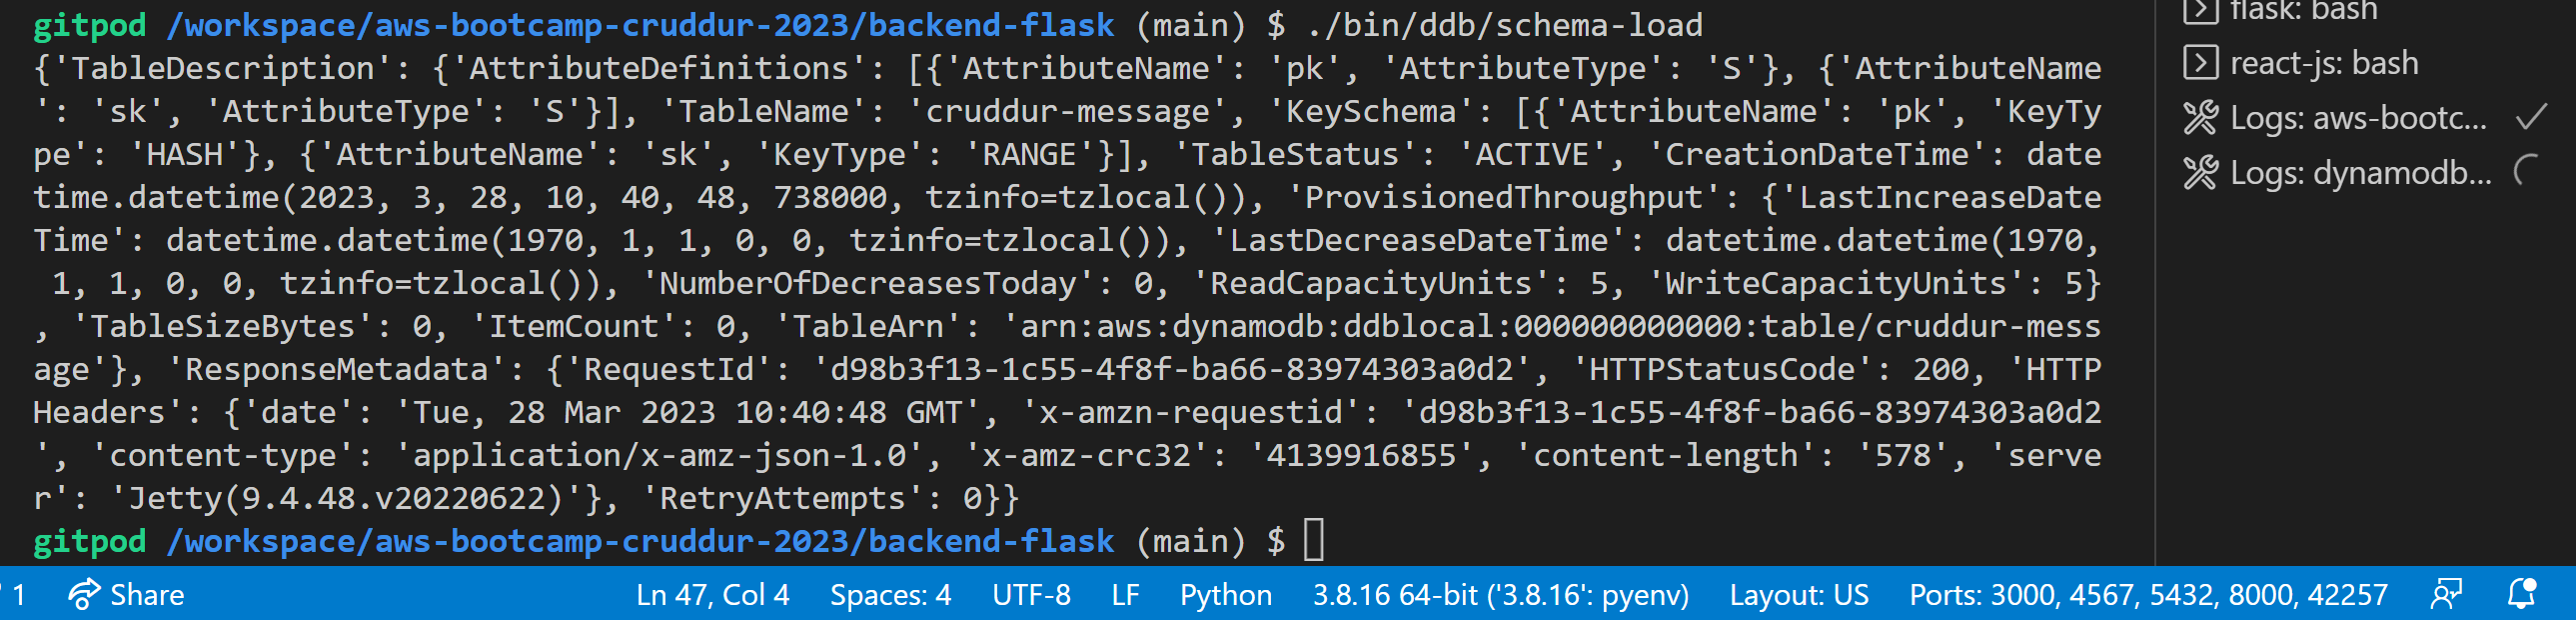 gitpod /workspace/aws-bootcamp-cruddur-2023/backend-flask (main) $ ./bin/ddb/schema-load
{'TableDescription': {'AttributeDefinitions': [{'AttributeName': 'pk', 'AttributeType': 'S'}, {'AttributeName
': 'sk', 'AttributeType': 'S'}], 'TableName': 'cruddur-message', 'KeySchema': [{'AttributeName': 'pk', 'KeyTy
pe': 'HASH'}, {'AttributeName': 'sk', 'KeyType': 'RANGE'}], 'TableStatus': 'ACTIVE', 'CreationDateTime': date
time.datetime(2023, 3, 28, 10, 40, 48, 738000, tzinfo=tzlocal()), 'ProvisionedThroughput': {'LastIncreaseDate
Time': datetime.datetime(1970, 1, 1, 0, 0, tzinfo=tzlocal()), 'LastDecreaseDateTime': datetime.datetime(1970,
 1, 1, 0, 0, tzinfo=tzlocal()), 'NumberOfDecreasesToday': 0, 'ReadCapacityUnits': 5, 'WriteCapacityUnits': 5}
, 'TableSizeBytes': 0, 'ItemCount': 0, 'TableArn': 'arn:aws:dynamodb:ddblocal:000000000000:table/cruddur-mess
age'}, 'ResponseMetadata': {'RequestId': 'd98b3f13-1c55-4f8f-ba66-83974303a0d2', 'HTTPStatusCode': 200, 'HTTP
Headers': {'date': 'Tue, 28 Mar 2023 10:40:48 GMT', 'x-amzn-requestid': 'd98b3f13-1c55-4f8f-ba66-83974303a0d2
', 'content-type': 'application/x-amz-json-1.0', 'x-amz-crc32': '4139916855', 'content-length': '578', 'serve
r': 'Jetty(9.4.48.v20220622)'}, 'RetryAttempts': 0}}
gitpod /workspace/aws-bootcamp-cruddur-2023/backend-flask (main) $
flask: bash
react-js: bash
Logs: aws-bootc...
Logs: dynamodb...
1 Share Ln 47, Col 4 Spaces: 4 UTF-8 LF Python 3.8.16 64-bit ('3.8.16': pyenv) Layout: US Ports: 3000, 4567, 5432, 8000, 42257